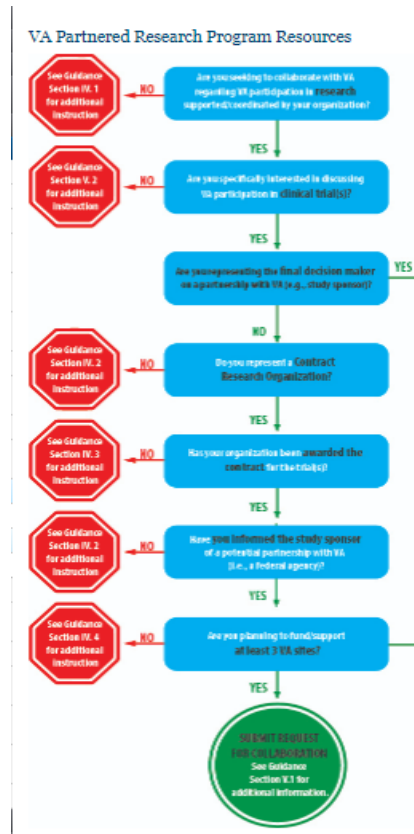 VA Partnered Research Program Resources
See Guidance
Section IV. 1
for additional
instruction
NO
Are you seeking to collaborate with VA
regarding VA participation in research
supported/coordinated by your organization?
YES
See Guidance
Section V. 2
for additional
instruction
NO
Are you specifically interested in discussing
VA participation in clinical trial(s)?
YES
Are you representing the final decision maker
on a partnership with VA (e.g., study sponsor)?
YES
NO
See Guidance
Section IV. 2
for additional
instruction
NO
Do you represent a Contract
Research Organization?
YES
See Guidance
Section IV. 3
for additional
instruction
NO
Has your organization been awarded the
contract for the trial(s)?
YES
See Guidance
Section IV. 2
for additional
instruction
NO
Have you informed the study sponsor
of a potential partnership with VA
(i.e., a federal agency)?
YES
See Guidance
Section IV. 4
for additional
instruction
NO
Are you planning to fund/support
at least 3 VA sites?
YES
SUBMIT REQUEST
FOR COLLABORATION
See Guidance
Section V.1 for
additional information.